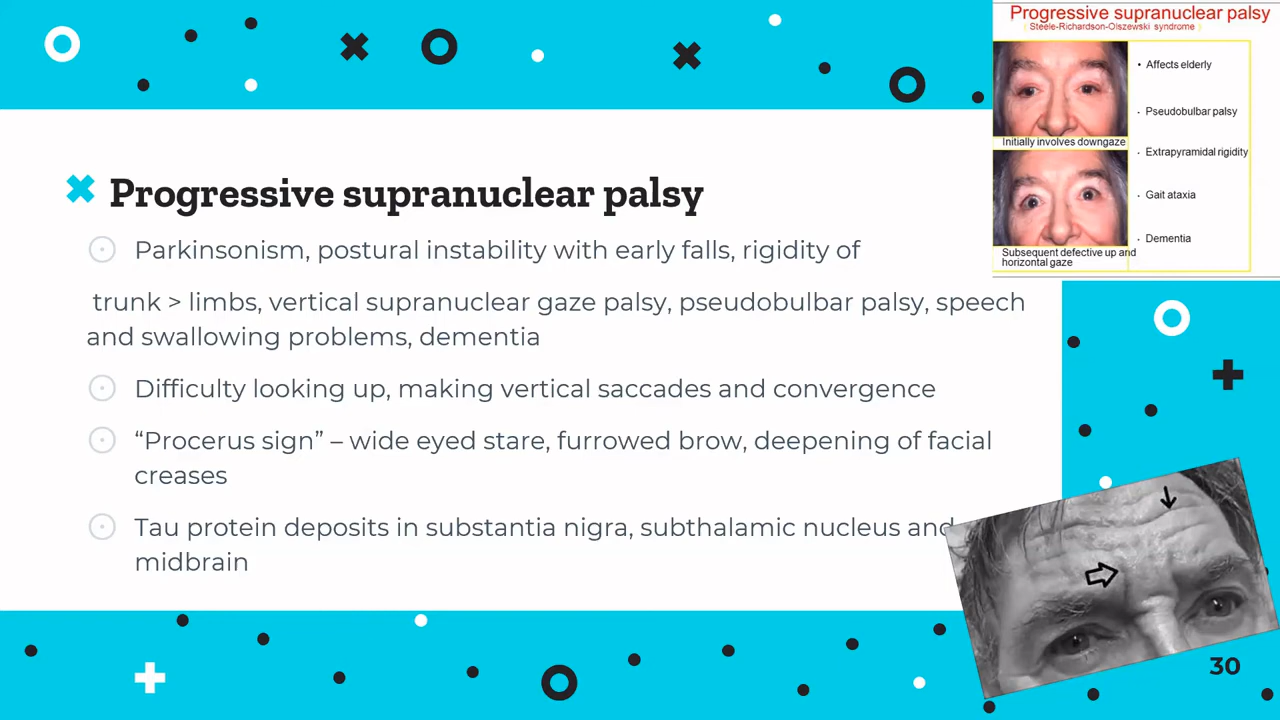 Progressive supranuclear palsy
Steele-Richardson-Olszewski syndrome
• Affects elderly
• Pseudobulbar palsy
Initially involves downgaze
• Extrapyramidal rigidity
• Gait ataxia
• Dementia
Subsequent defective up and
horizontal gaze
Progressive supranuclear palsy
Parkinsonism, postural instability with early falls, rigidity of
trunk > limbs, vertical supranuclear gaze palsy, pseudobulbar palsy, speech
and swallowing problems, dementia
Difficulty looking up, making vertical saccades and convergence
“Procerus sign” – wide eyed stare, furrowed brow, deepening of facial
creases
Tau protein deposits in substantia nigra, subthalamic nucleus and
midbrain
30